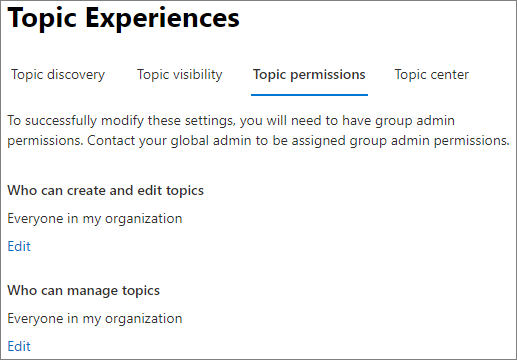 Topic Experiences
Topic discovery Topic visibility Topic permissions Topic center
To successfully modify these settings, you will need to have group admin
permissions. Contact your global admin to be assigned group admin permissions.
Who can create and edit topics
Everyone in my organization
Edit
Who can manage topics
Everyone in my organization
Edit